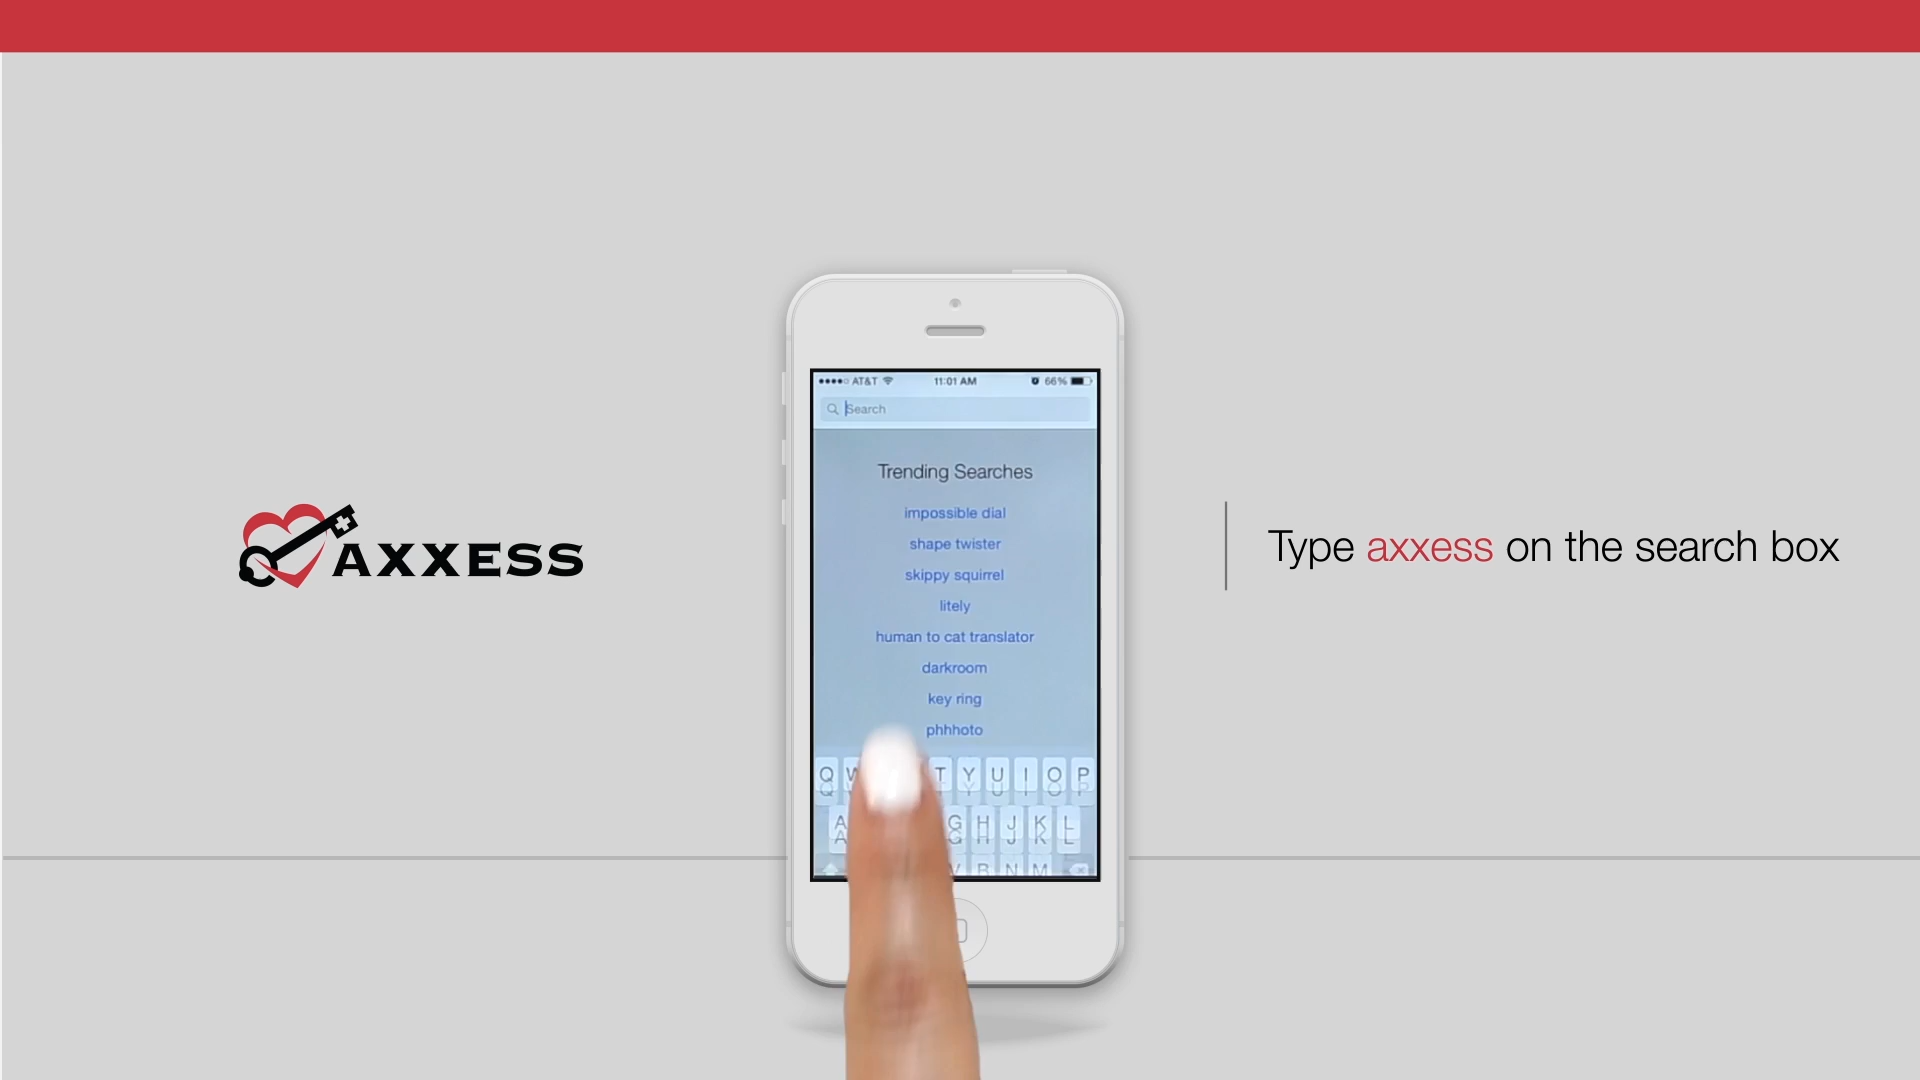 AXXESS
AT&T 11:01 AM 66%
Search
Trending Searches
impossible dial
shape twister
skippy squirrel
litely
human to cat translator
darkroom
key ring
phhhoto
Q W T Y U I O P
A G H J K L
V B N M
Type axxess on the search box